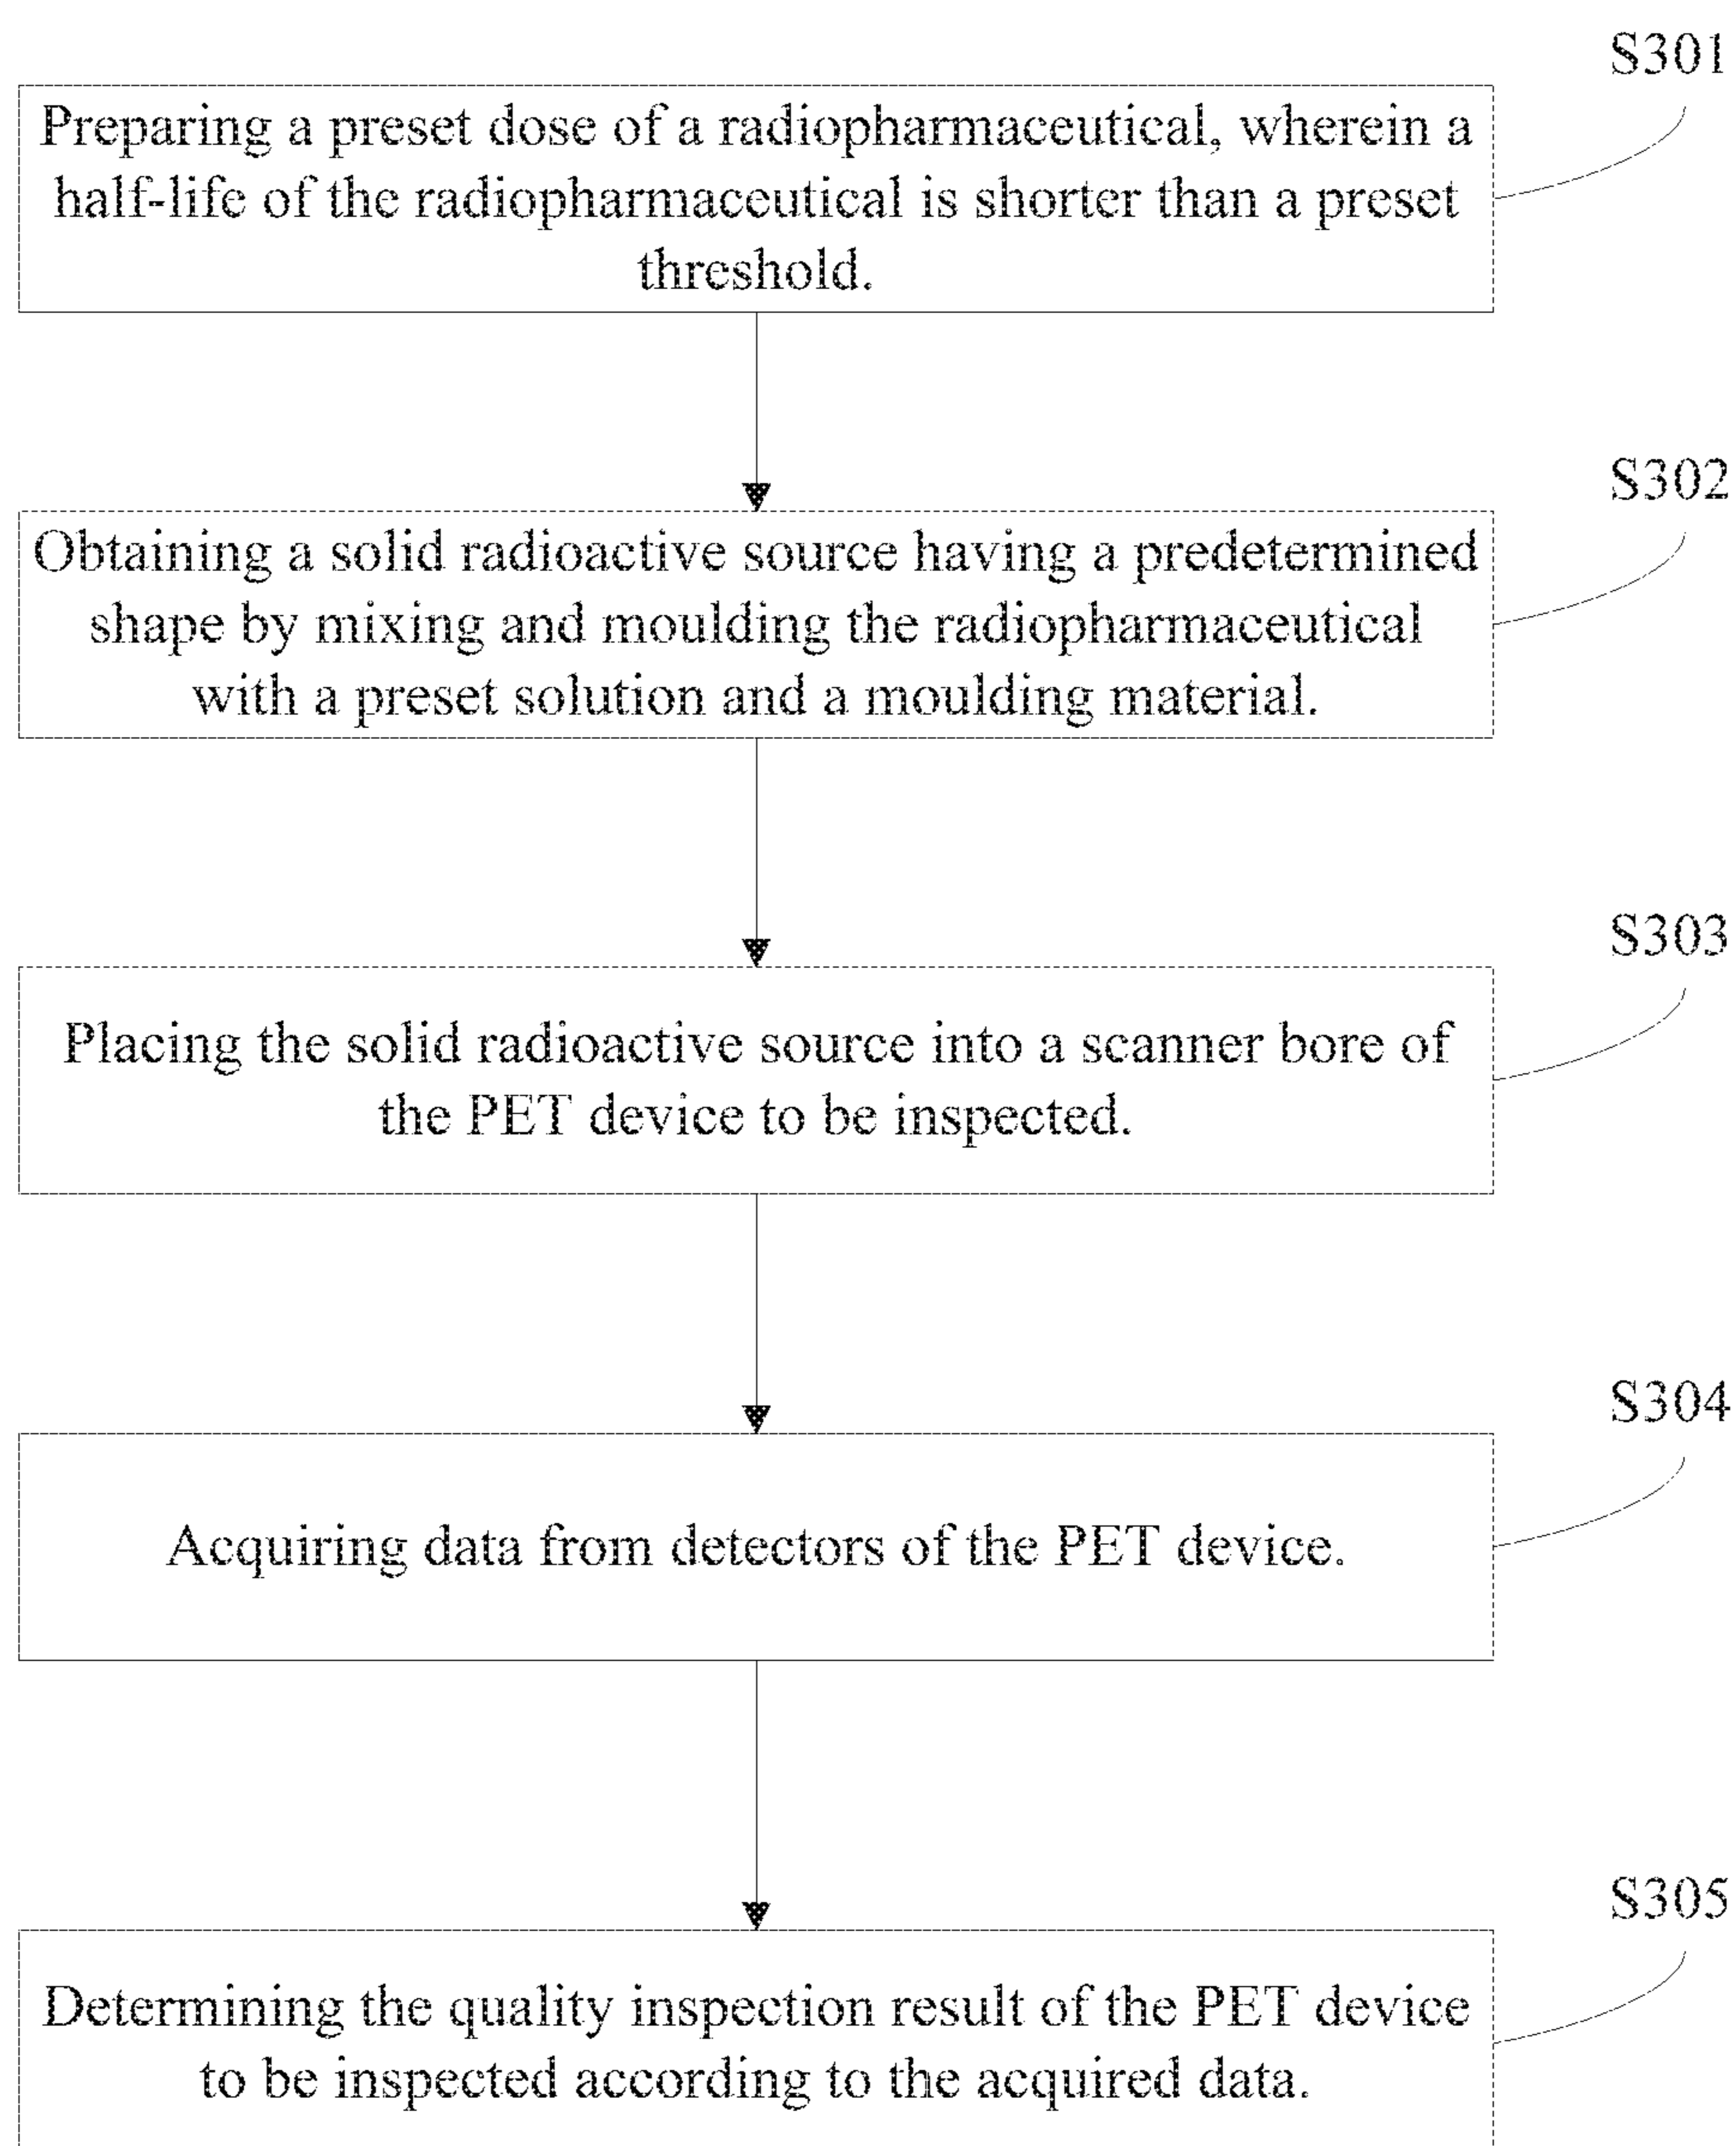 S301
Preparing a preset dose of a radiopharmaceutical, wherein a
half-life of the radiopharmaceutical is shorter than a preset
threshold.
S302
Obtaining a solid radioactive source having a predetermined
shape by mixing and moulding the radiopharmaceutical
with a preset solution and a moulding material.
S303
Placing the solid radioactive source into a scanner bore of
the PET device to be inspected.
S304
Acquiring data from detectors of the PET device.
S305
Determining the quality inspection result of the PET device
to be inspected according to the acquired data.